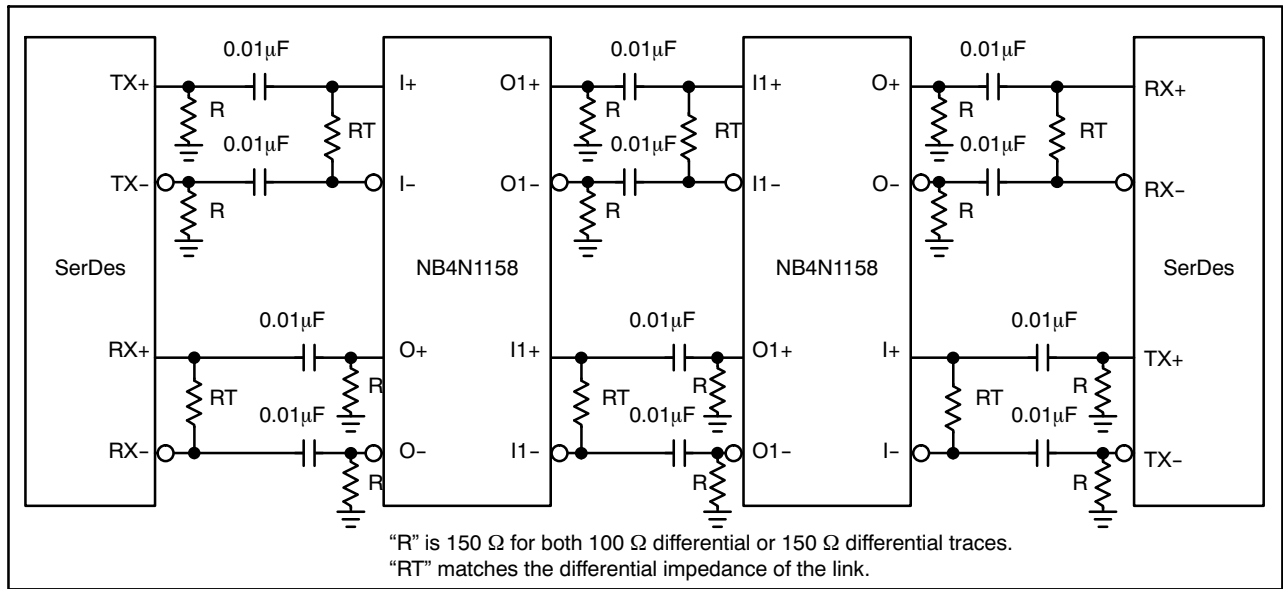 0.01μF 0.01μF 0.01μF
TX+ I+ O1+ I1+ O+ RX+
R RT R RT R RT
0.01μF 0.01μF 0.01μF
TX− I− O1− I1− O− RX−
R R R
SerDes NB4N1158 NB4N1158 SerDes
0.01μF 0.01μF 0.01μF
RX+ O+ I1+ O1+ I+ TX+
RT R RT R RT R
0.01μF 0.01μF 0.01μF
RX− O− I1− O1− I− TX−
R R R
“R” is 150 Ω for both 100 Ω differential or 150 Ω differential traces.
“RT” matches the differential impedance of the link.